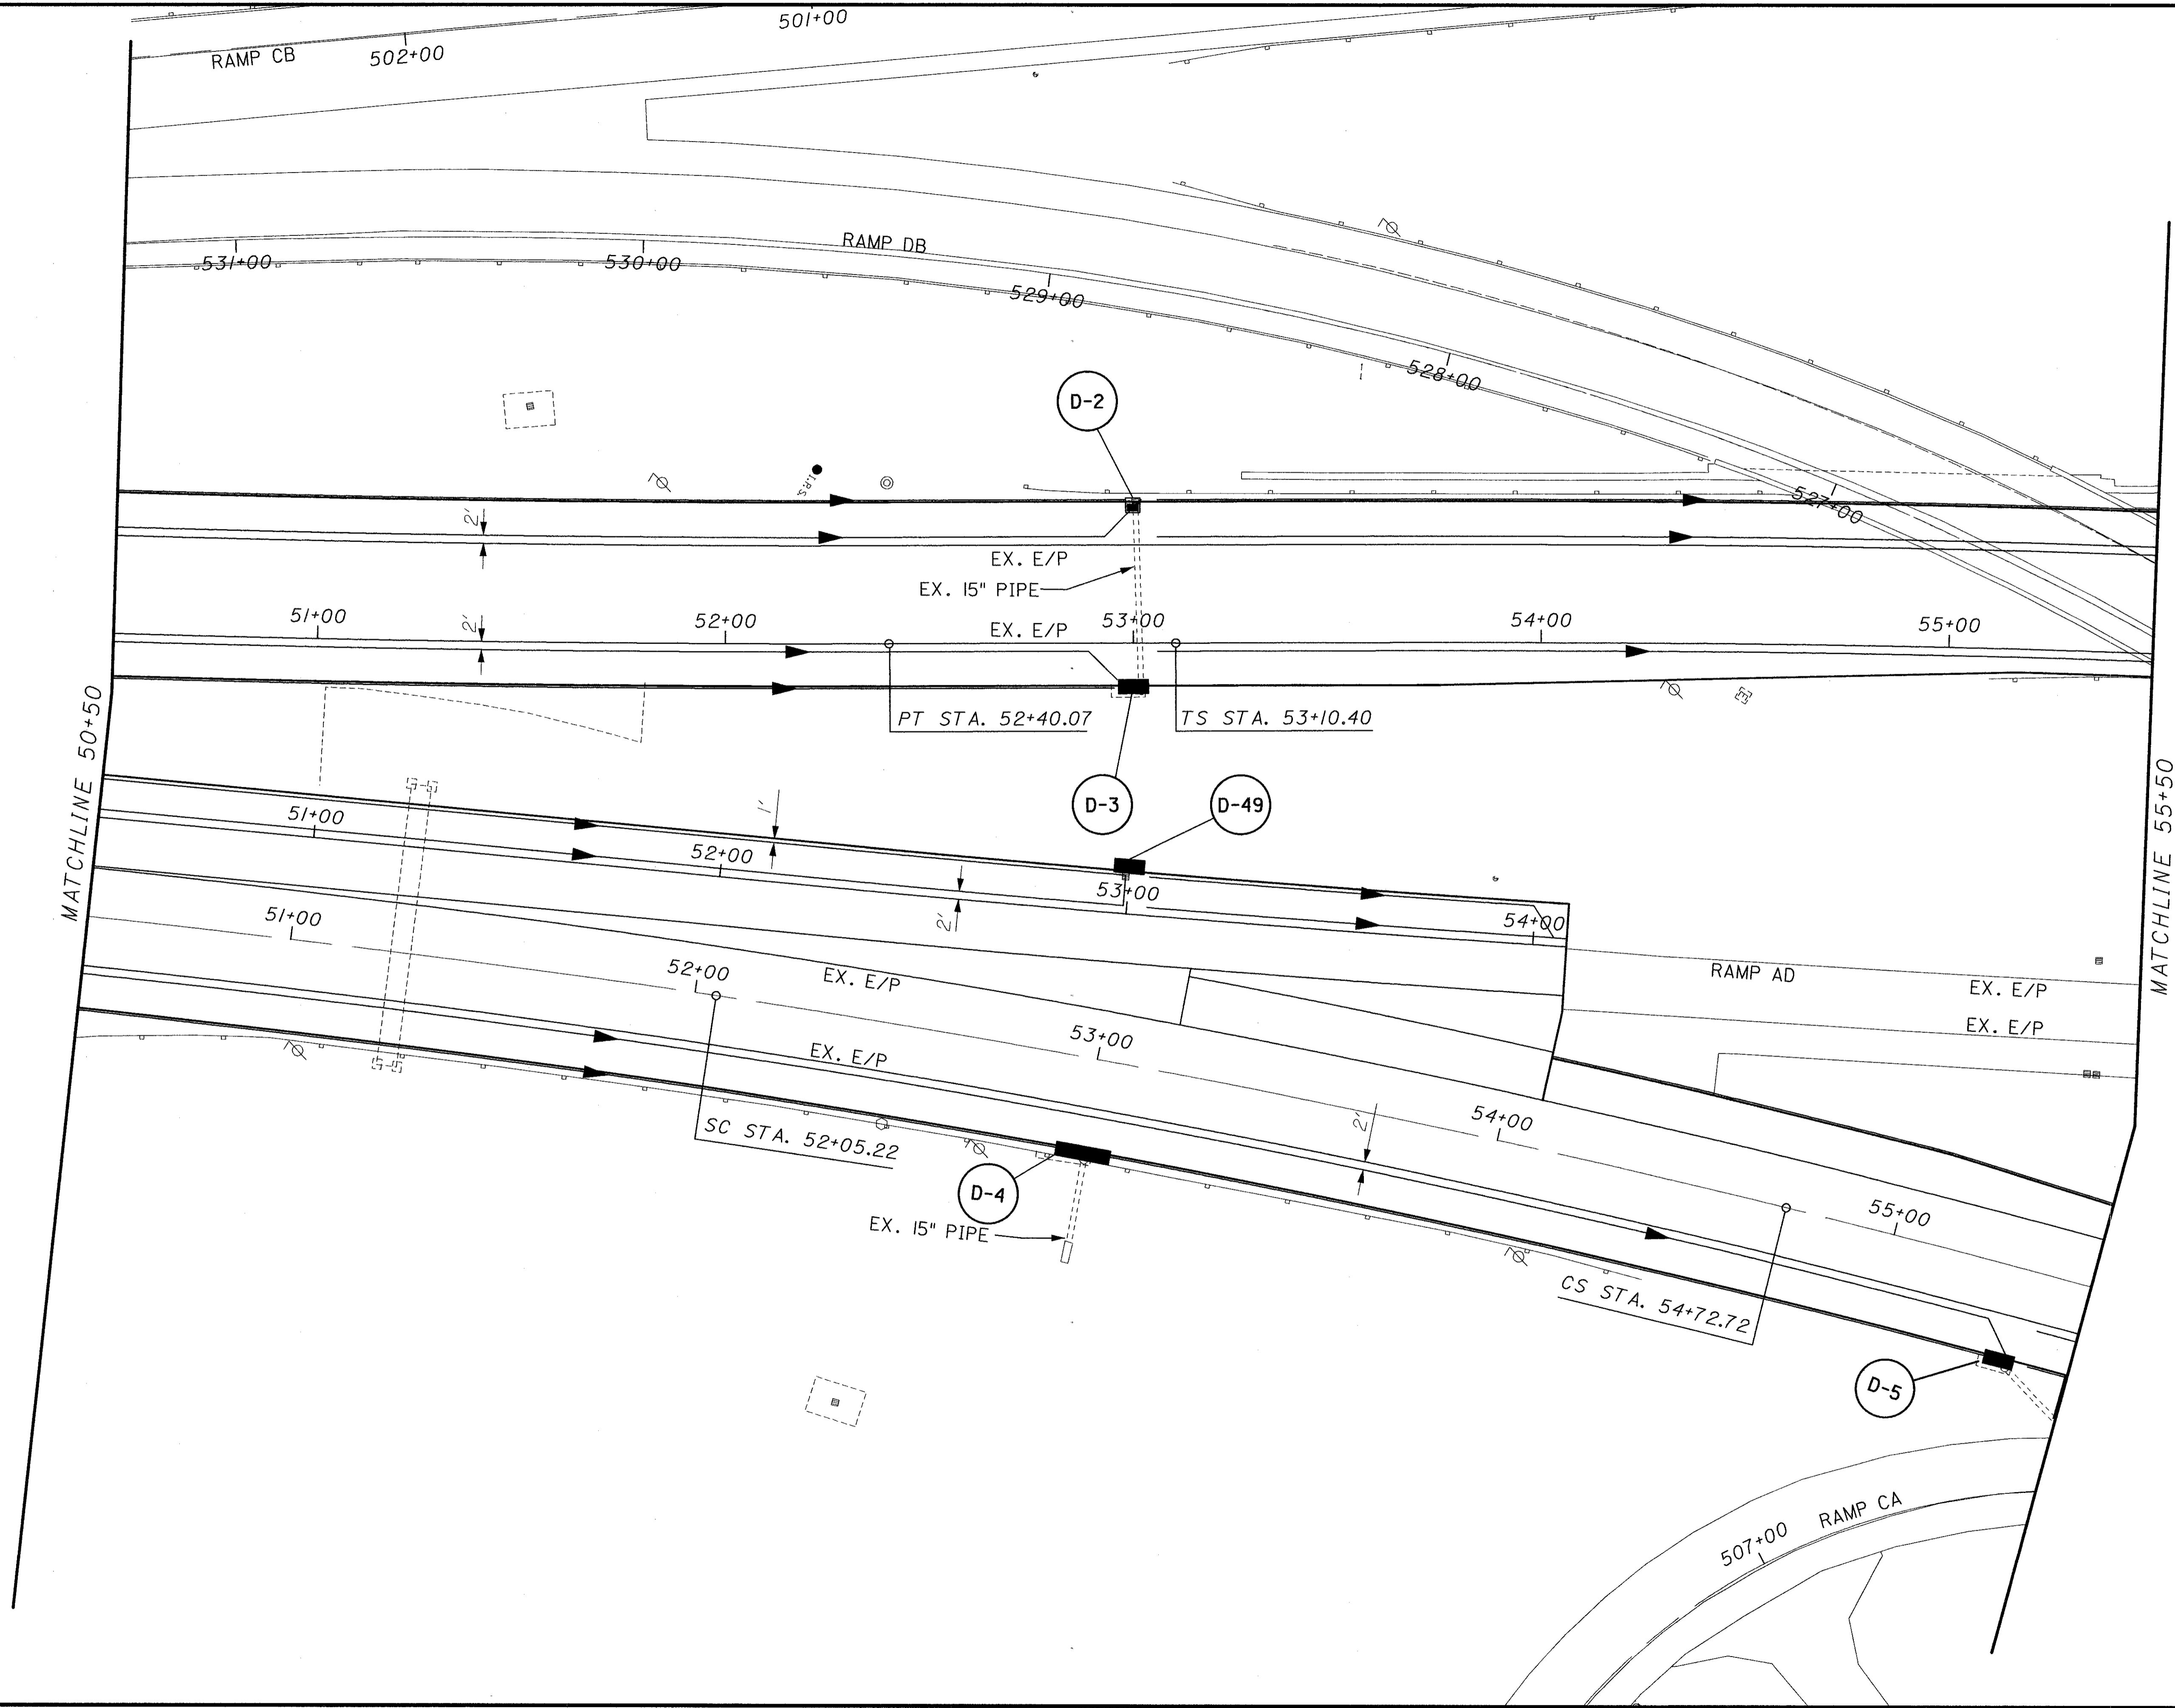 501+00
RAMP CB
502+00
RAMP DB
531+00
530+00
529+00
528+00
527+00
D-2
I.R.S.
2'
EX. E/P
EX. 15" PIPE
51+00
2'
52+00
EX. E/P
53+00
54+00
55+00
PT STA. 52+40.07
TS STA. 53+10.40
MATCHLINE 50+50
MATCHLINE 55+50
D-3
D-49
1'
51+00
52+00
53+00
54+00
2'
51+00
52+00
EX. E/P
RAMP AD
EX. E/P
EX. E/P
53+00
EX. E/P
54+00
2'
SC STA. 52+05.22
D-4
EX. 15" PIPE
55+00
CS STA. 54+72.72
D-5
507+00
RAMP CA